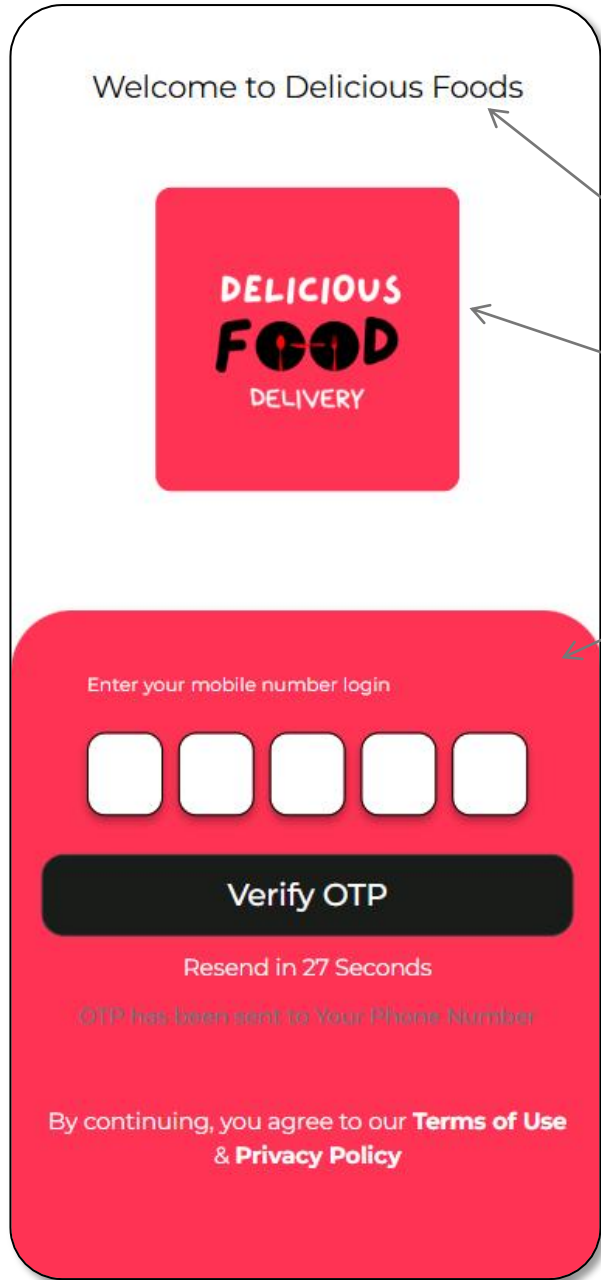 Welcome to Delicious Foods
DELICIOUS
FOOD
DELIVERY
Enter your mobile number login
Verify OTP
Resend in 27 Seconds
OTP has been sent to Your Phone Number
By continuing, you agree to our Terms of Use
& Privacy Policy